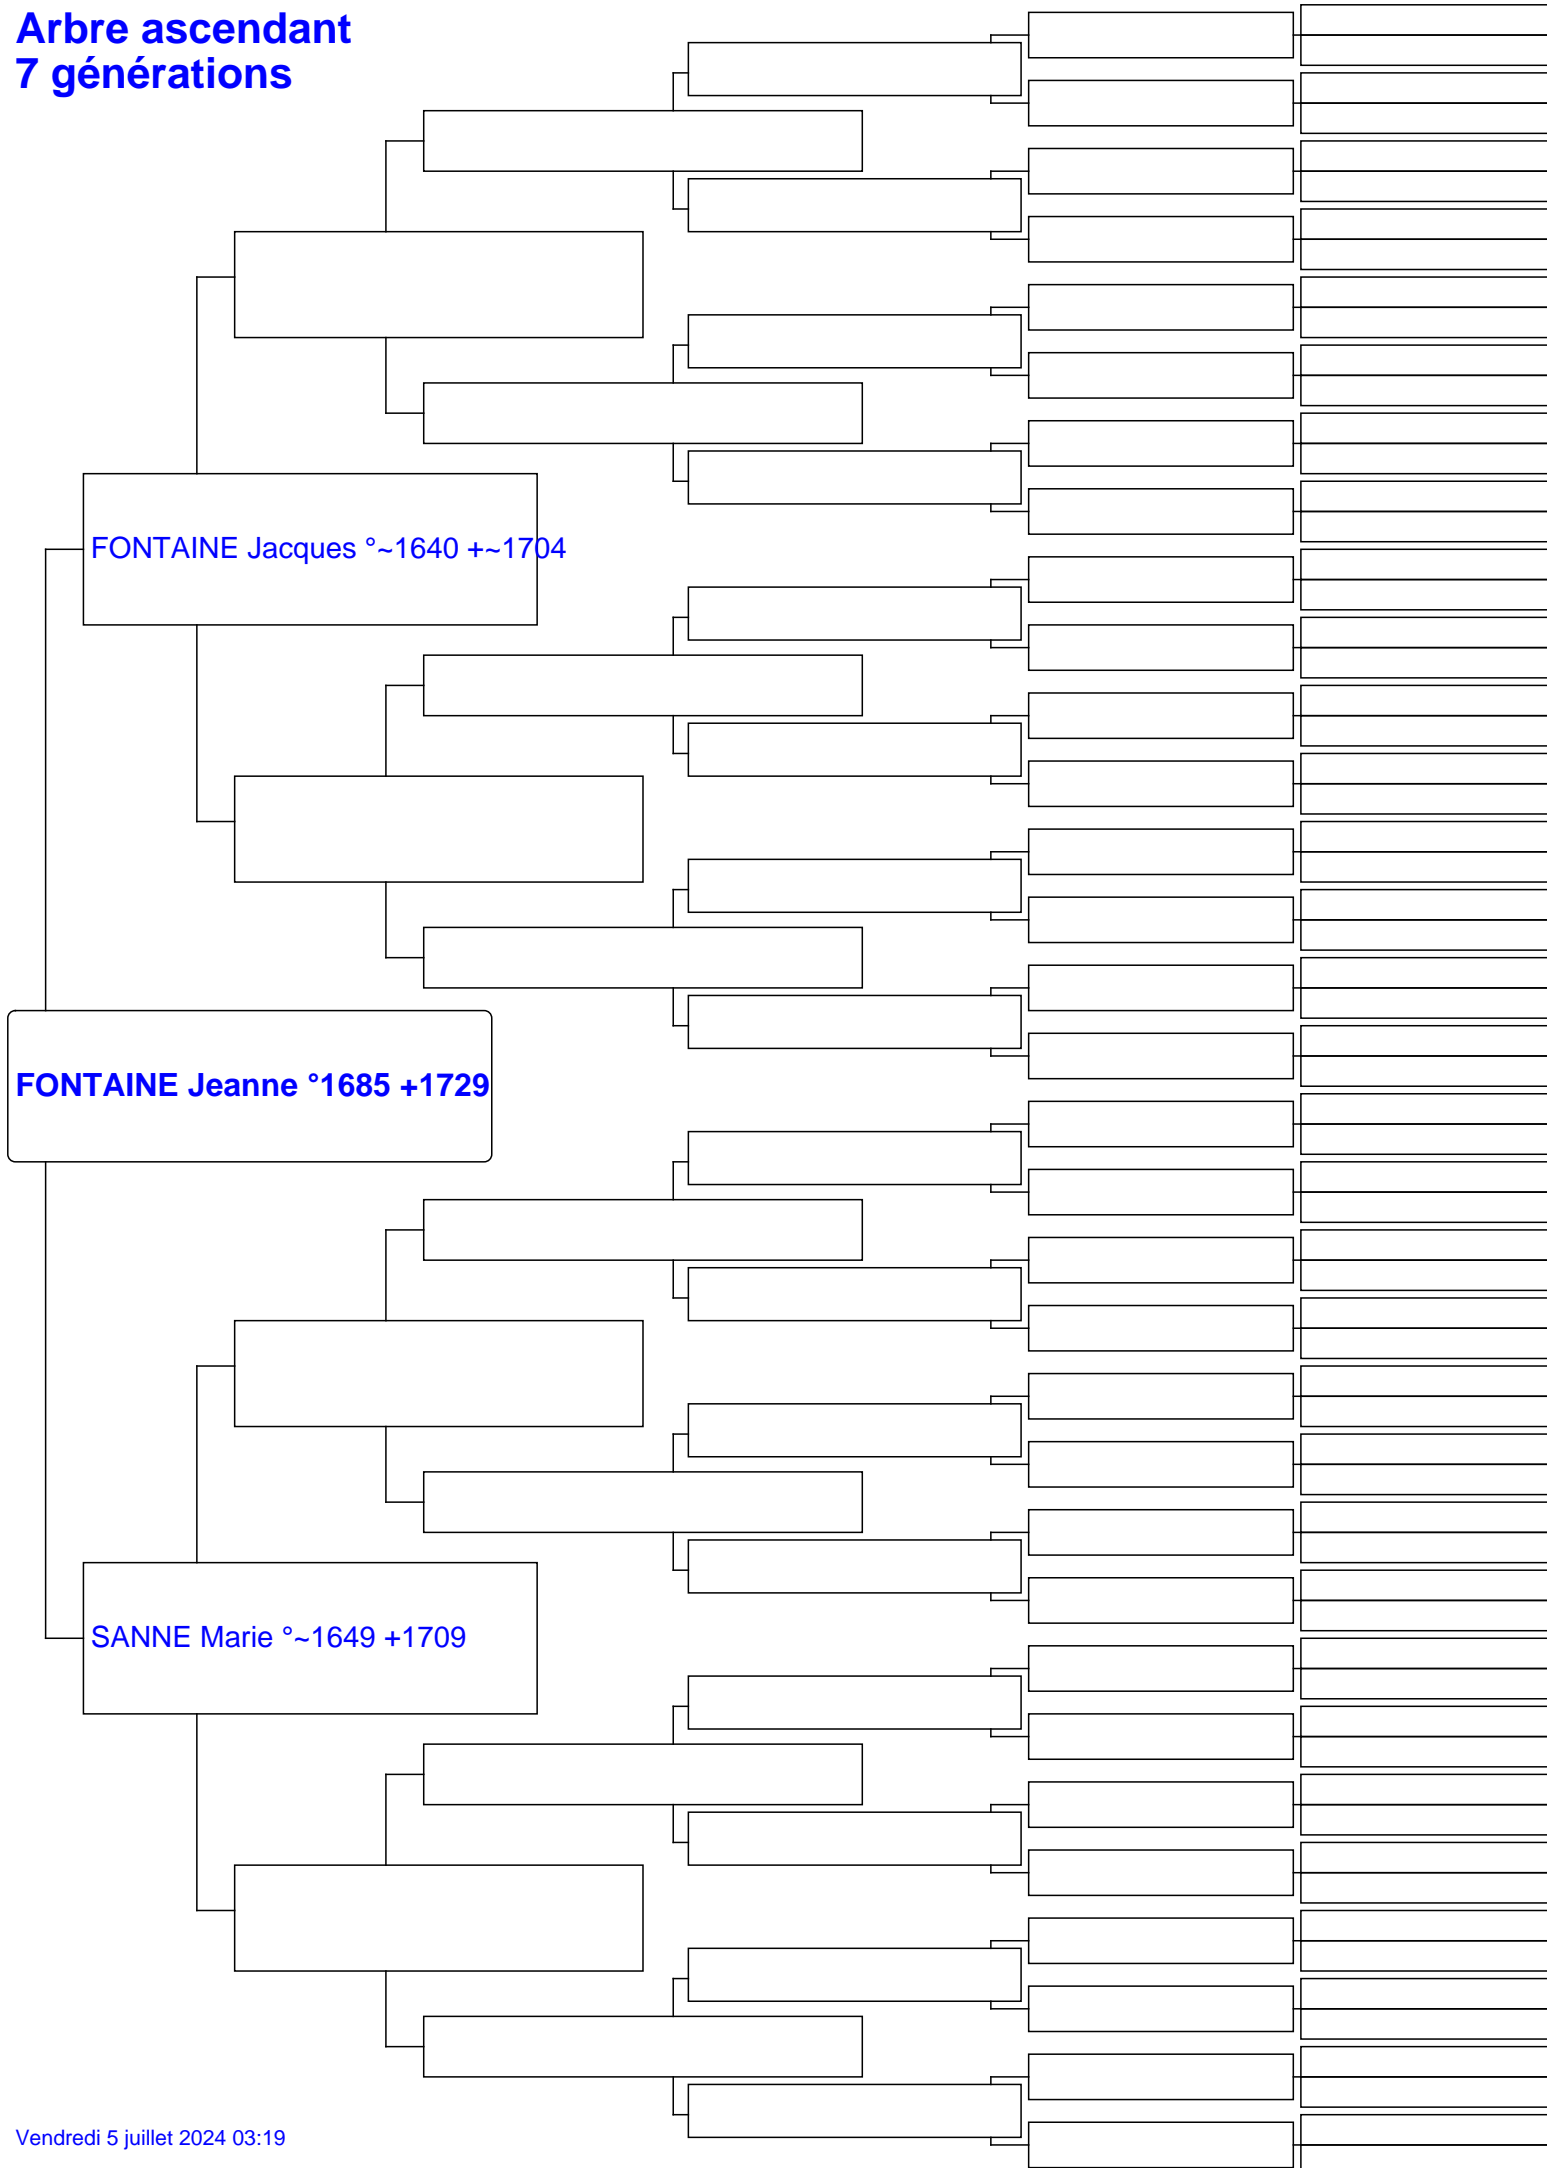 Arbre ascendant
7 générations
FONTAINE Jacques °~1640 +~1704
FONTAINE Jeanne °1685 +1729
SANNE Marie °~1649 +1709
Vendredi 5 juillet 2024 03:19